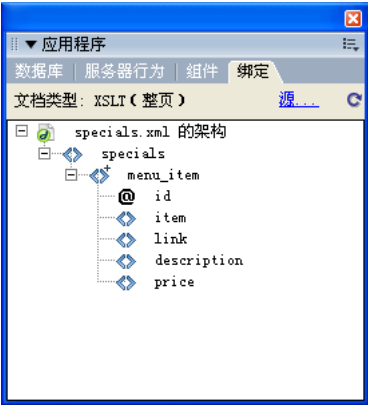 应用程序
数据库 | 服务器行为 | 组件 绑定
文档类型: XSLT(整页) 源...
specials.xml 的架构
specials
menu_item
id
item
link
description
price